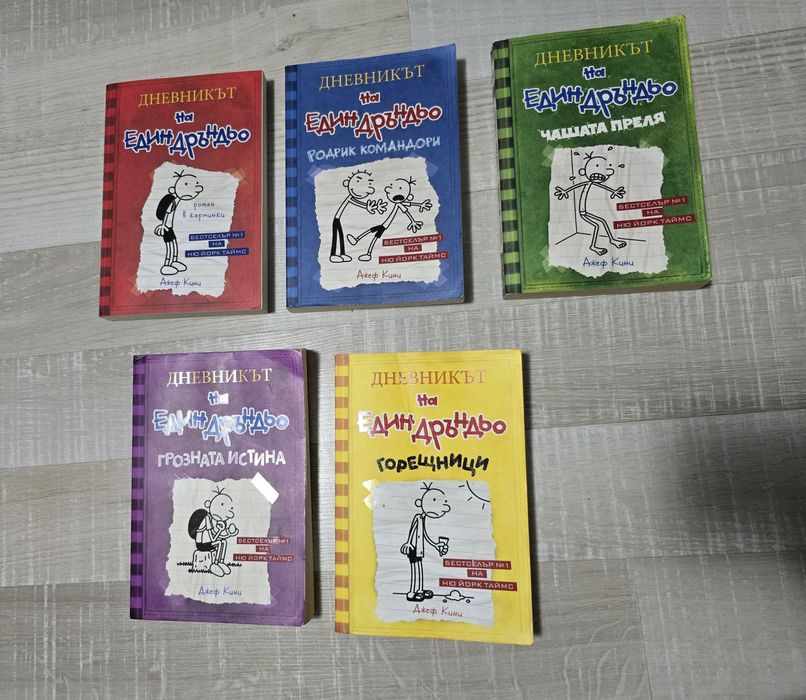 ДНЕВНИКЪТ
на
ЕДИН ДРЪНДЬО
роман
в картинки
БЕСТСЕЛЪР №1
НА
НЮ ЙОРК ТАЙМС
Джеф Кини
ДНЕВНИКЪТ
на
ЕДИН ДРЪНДЬО
РОДРИК КОМАНДОРИ
БЕСТСЕЛЪР №1
НА
НЮ ЙОРК ТАЙМС
Джеф Кини
ДНЕВНИКЪТ
на
ЕДИН ДРЪНДЬО
ЧАШАТА ПРЕЛЯ
БЕСТСЕЛЪР №1
НА
НЮ ЙОРК ТАЙМС
Джеф Кини
ДНЕВНИКЪТ
на
ЕДИН ДРЪНДЬО
ГРОЗНАТА ИСТИНА
БЕСТСЕЛЪР №1
НА
НЮ ЙОРК ТАЙМС
Джеф Кини
ДНЕВНИКЪТ
на
ЕДИН ДРЪНДЬО
ГОРЕЩНИЦИ
БЕСТСЕЛЪР №1
НА
НЮ ЙОРК ТАЙМС
Джеф Кини